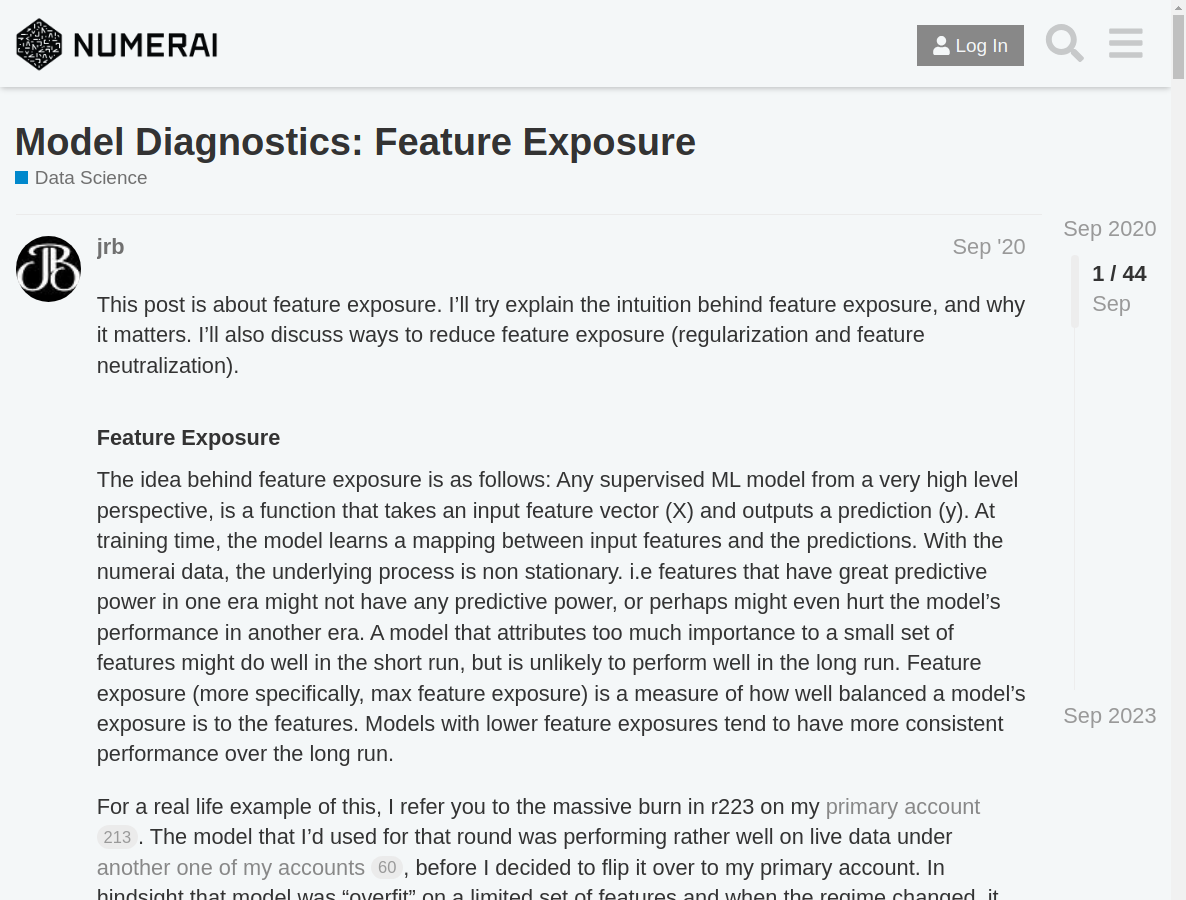 NUMERAI
Log In
Model Diagnostics: Feature Exposure
Data Science
jrb
Sep '20
This post is about feature exposure. I’ll try explain the intuition behind feature exposure, and why
it matters. I’ll also discuss ways to reduce feature exposure (regularization and feature
neutralization).
Feature Exposure
The idea behind feature exposure is as follows: Any supervised ML model from a very high level
perspective, is a function that takes an input feature vector (X) and outputs a prediction (y). At
training time, the model learns a mapping between input features and the predictions. With the
numerai data, the underlying process is non stationary. i.e features that have great predictive
power in one era might not have any predictive power, or perhaps might even hurt the model’s
performance in another era. A model that attributes too much importance to a small set of
features might do well in the short run, but is unlikely to perform well in the long run. Feature
exposure (more specifically, max feature exposure) is a measure of how well balanced a model’s
exposure is to the features. Models with lower feature exposures tend to have more consistent
performance over the long run.
For a real life example of this, I refer you to the massive burn in r223 on my primary account
213. The model that I’d used for that round was performing rather well on live data under
another one of my accounts 60, before I decided to flip it over to my primary account. In
hindsight that model was “overfit” on a limited set of features and when the regime changed, it
Sep 2020
1 / 44
Sep
Sep 2023